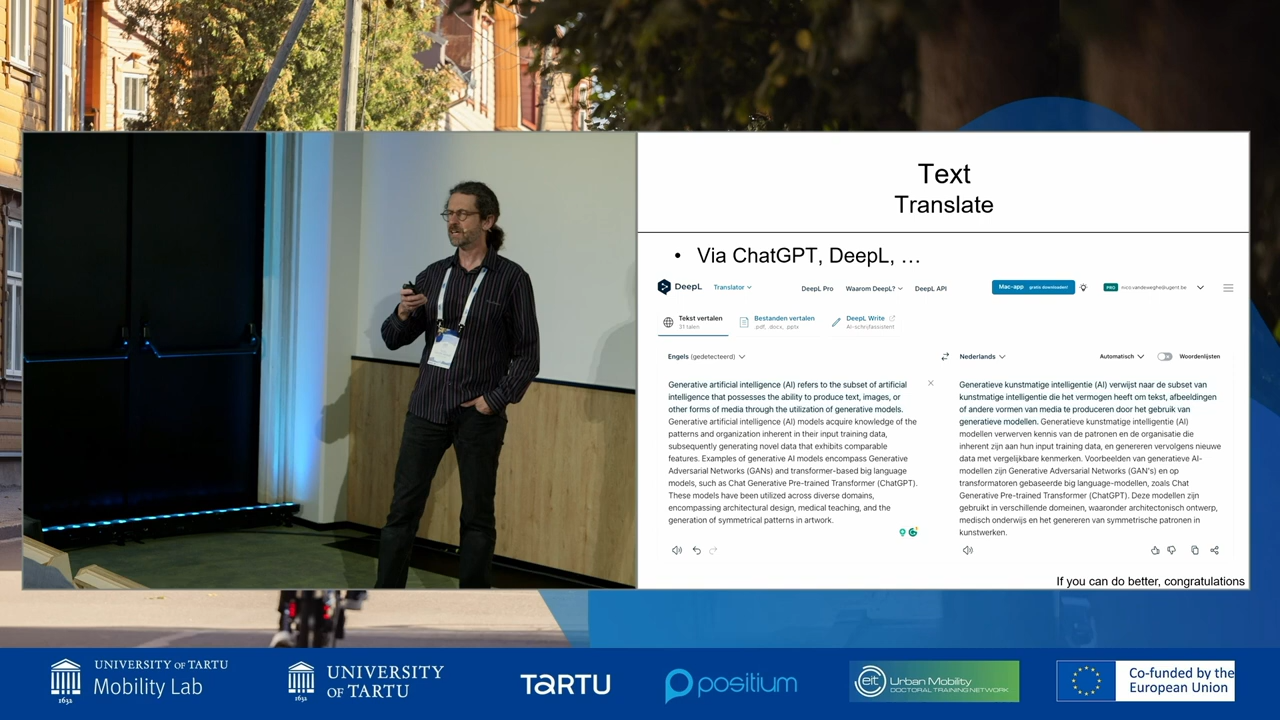 Text
Translate
• Via ChatGPT, DeepL, …
DeepL
Translator
DeepL Pro
Waarom DeepL?
DeepL API
Mac-app gratis downloaden!
PRO
nico.vandeweghe@ugent.be
Tekst vertalen
31 talen
Bestanden vertalen
.pdf, .docx, .pptx
DeepL Write
AI-schrijfassistent
Engels (gedetecteerd)
Nederlands
Automatisch
Woordenlijsten
Generative artificial intelligence (AI) refers to the subset of artificial
intelligence that possesses the ability to produce text, images, or
other forms of media through the utilization of generative models.
Generative artificial intelligence (AI) models acquire knowledge of the
patterns and organization inherent in their input training data,
subsequently generating novel data that exhibits comparable
features. Examples of generative AI models encompass Generative
Adversarial Networks (GANs) and transformer-based big language
models, such as Chat Generative Pre-trained Transformer (ChatGPT).
These models have been utilized across diverse domains,
encompassing architectural design, medical teaching, and the
generation of symmetrical patterns in artwork.
Generatieve kunstmatige intelligentie (AI) verwijst naar de subset van
kunstmatige intelligentie die het vermogen heeft om tekst, afbeeldingen
of andere vormen van media te produceren door het gebruik van
generatieve modellen. Generatieve kunstmatige intelligentie (AI)
modellen verwerven kennis van de patronen en de organisatie die
inherent zijn aan hun input training data, en genereren vervolgens nieuwe
data met vergelijkbare kenmerken. Voorbeelden van generatieve AI-
modellen zijn Generative Adversarial Networks (GAN's) en op
transformatoren gebaseerde big language-modellen, zoals Chat
Generative Pre-trained Transformer (ChatGPT). Deze modellen zijn
gebruikt in verschillende domeinen, waaronder architectonisch ontwerp,
medisch onderwijs en het genereren van symmetrische patronen in
kunstwerken.
If you can do better, congratulations
UNIVERSITY OF TARTU
Mobility Lab
1632
UNIVERSITY
OF TARTU
1632
TARTU
positium
eit Urban Mobility
DOCTORAL TRAINING NETWORK
Co-funded by the
European Union